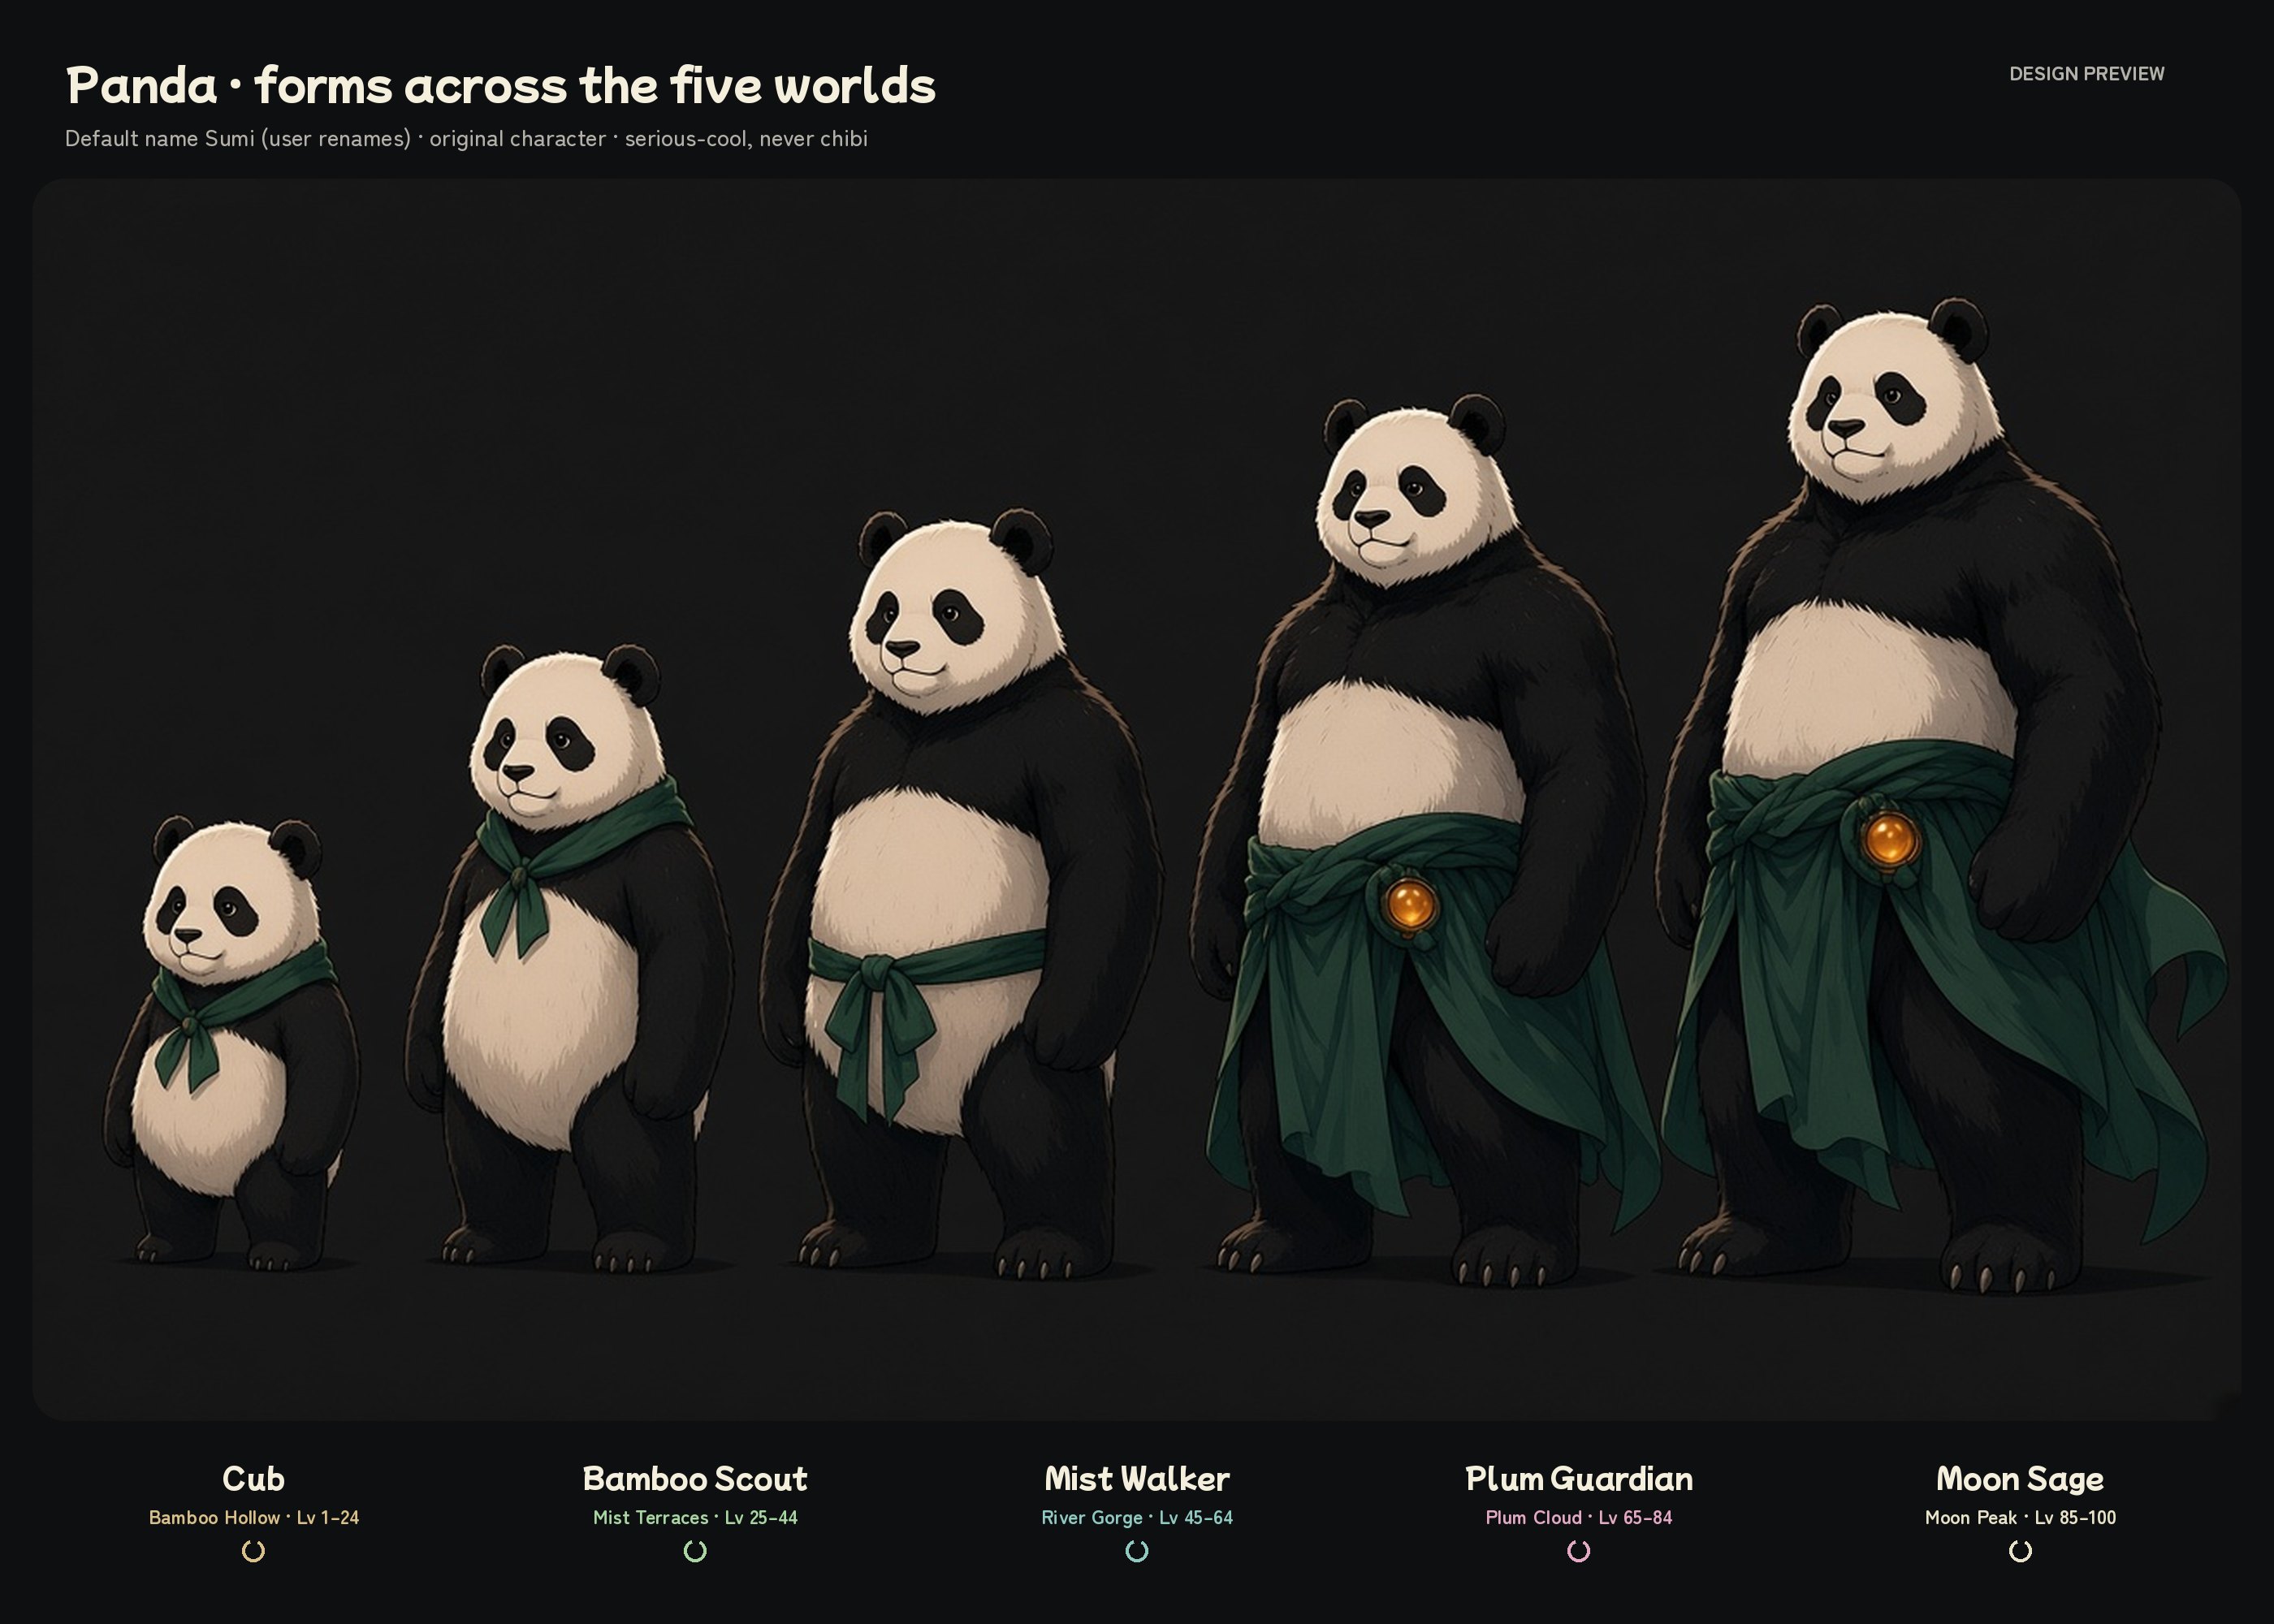 Panda · forms across the five worlds
DESIGN PREVIEW
Default name Sumi (user renames) · original character · serious-cool, never chibi
Cub
Bamboo Hollow · Lv 1–24
Bamboo Scout
Mist Terraces · Lv 25–44
Mist Walker
River Gorge · Lv 45–64
Plum Guardian
Plum Cloud · Lv 65–84
Moon Sage
Moon Peak · Lv 85–100